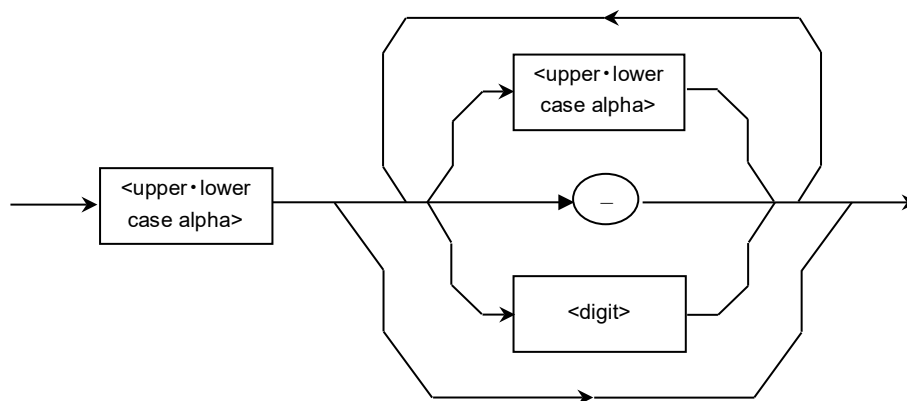 <upper・lower
case alpha>
<upper・lower
case alpha>
_
<digit>